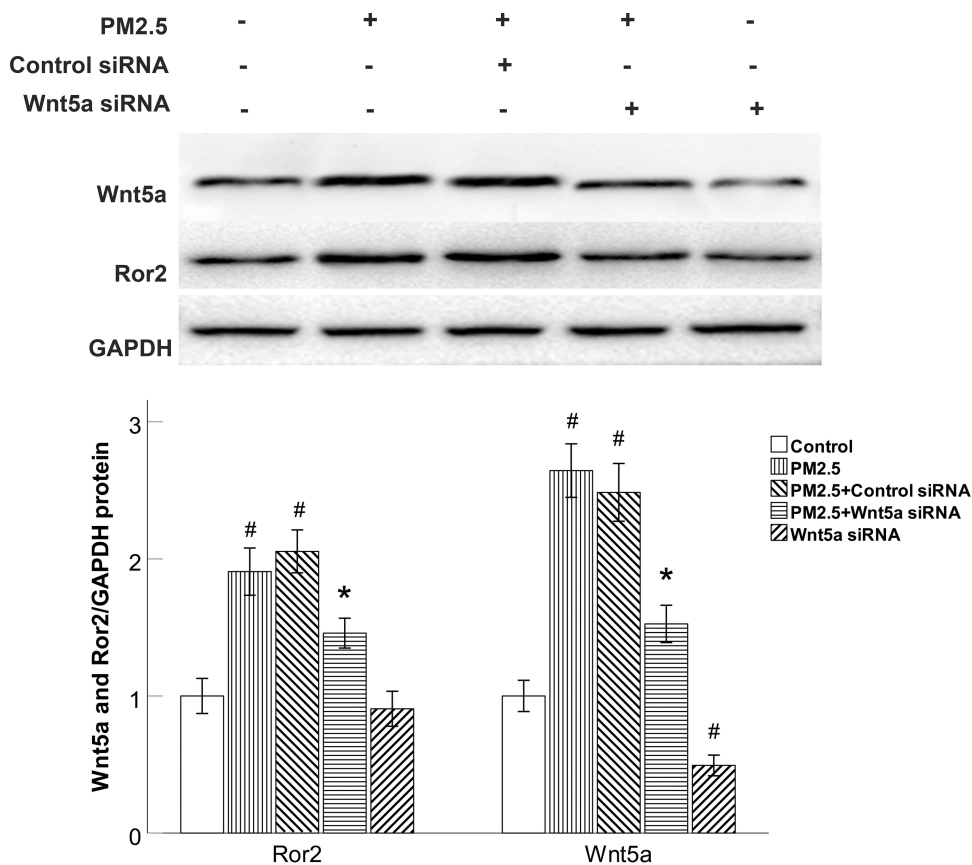 PM2.5 - + + + -
Control siRNA - - + - -
Wnt5a siRNA - - - + +
Wnt5a
Ror2
GAPDH
Wnt5a and Ror2/GAPDH protein
3
2
1
0
# # *
# # * #
Ror2 Wnt5a
Control
PM2.5
PM2.5+Control siRNA
PM2.5+Wnt5a siRNA
Wnt5a siRNA